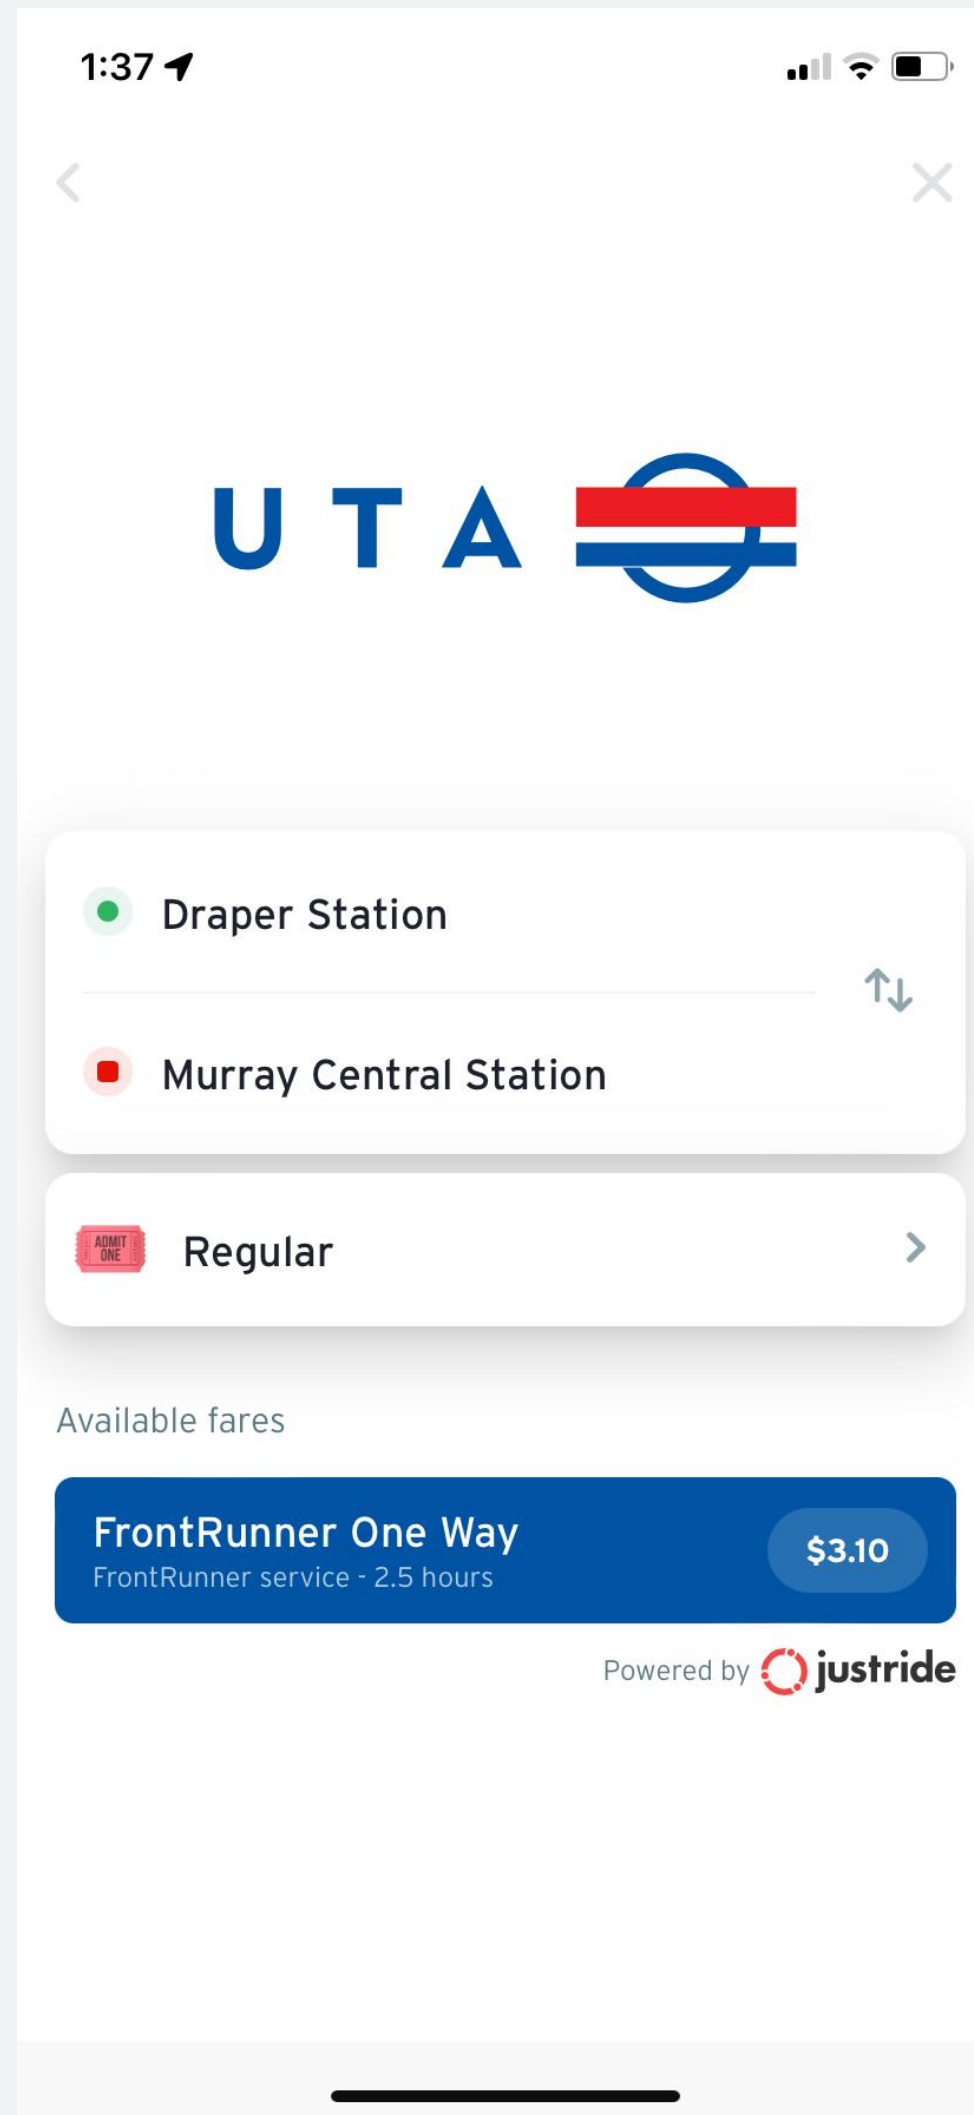 1:37
UTA
Draper Station
Murray Central Station
ADMIT
ONE
Regular
Available fares
FrontRunner One Way
FrontRunner service - 2.5 hours
$3.10
Powered by justride